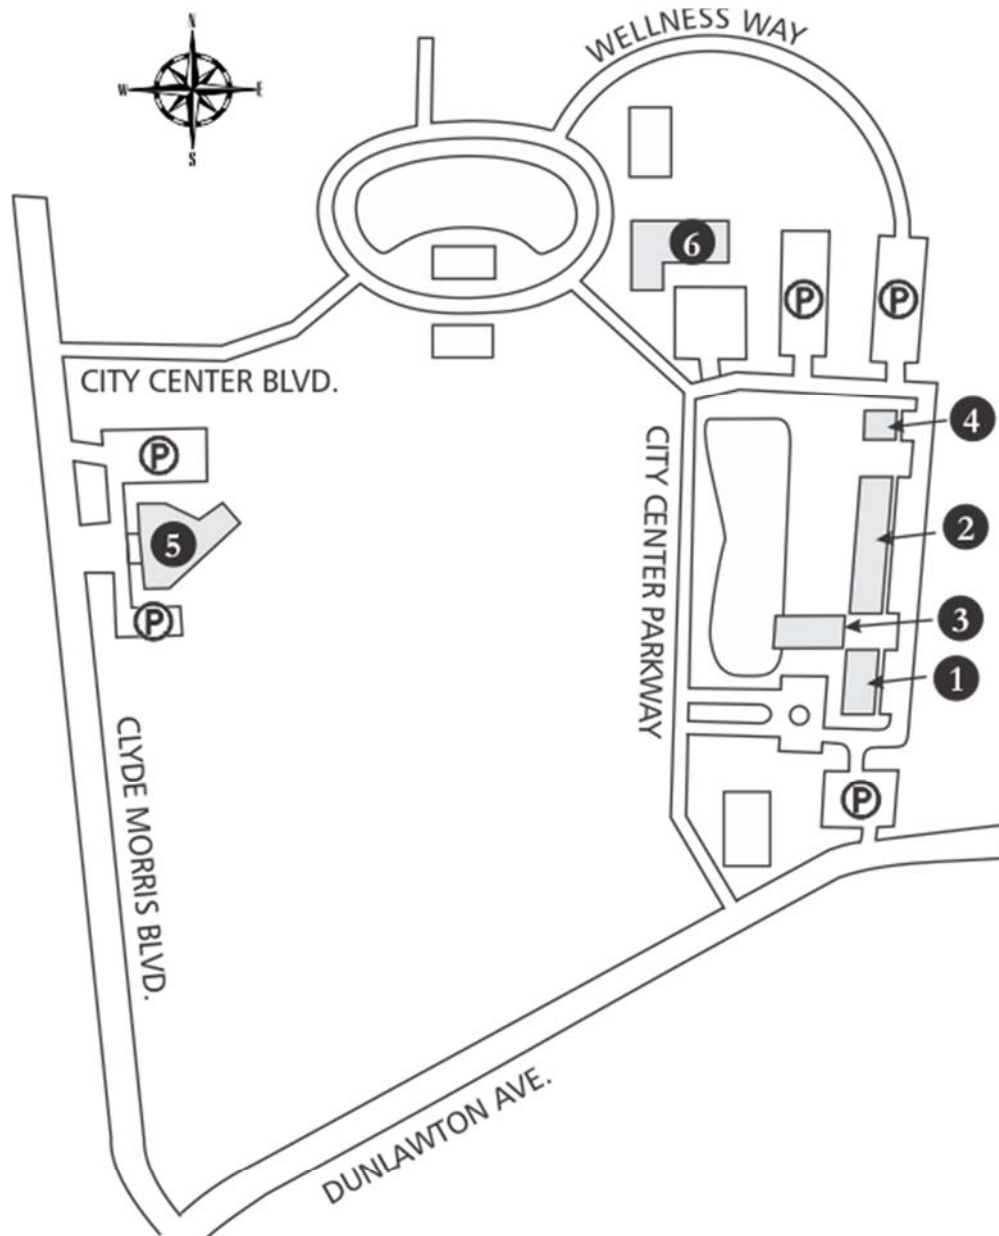 N
W E
S
WELLNESS WAY
6
P P
CITY CENTER BLVD.
4
P
CITY CENTER PARKWAY
2
5
3
P
1
CLYDE MORRIS BLVD.
P
DUNLAWTON AVE.